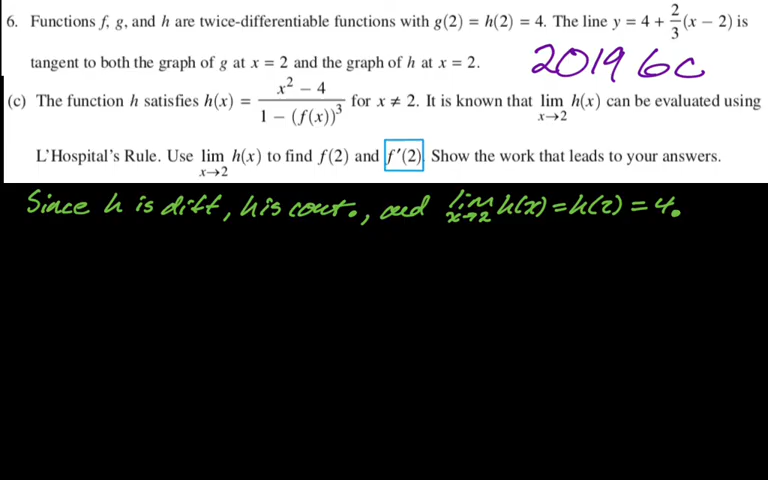 6. Functions f, g, and h are twice-differentiable functions with g(2) = h(2) = 4. The line y = 4 + 2/3(x − 2) is
tangent to both the graph of g at x = 2 and the graph of h at x = 2.
2019 6C
(c) The function h satisfies h(x) = (x² − 4)/(1 − (f(x))³) for x ≠ 2. It is known that lim x→2 h(x) can be evaluated using
L'Hospital's Rule. Use lim x→2 h(x) to find f(2) and f′(2). Show the work that leads to your answers.
Since h is diff, h is cont., and lim x→2 h(x) = h(2) = 4.